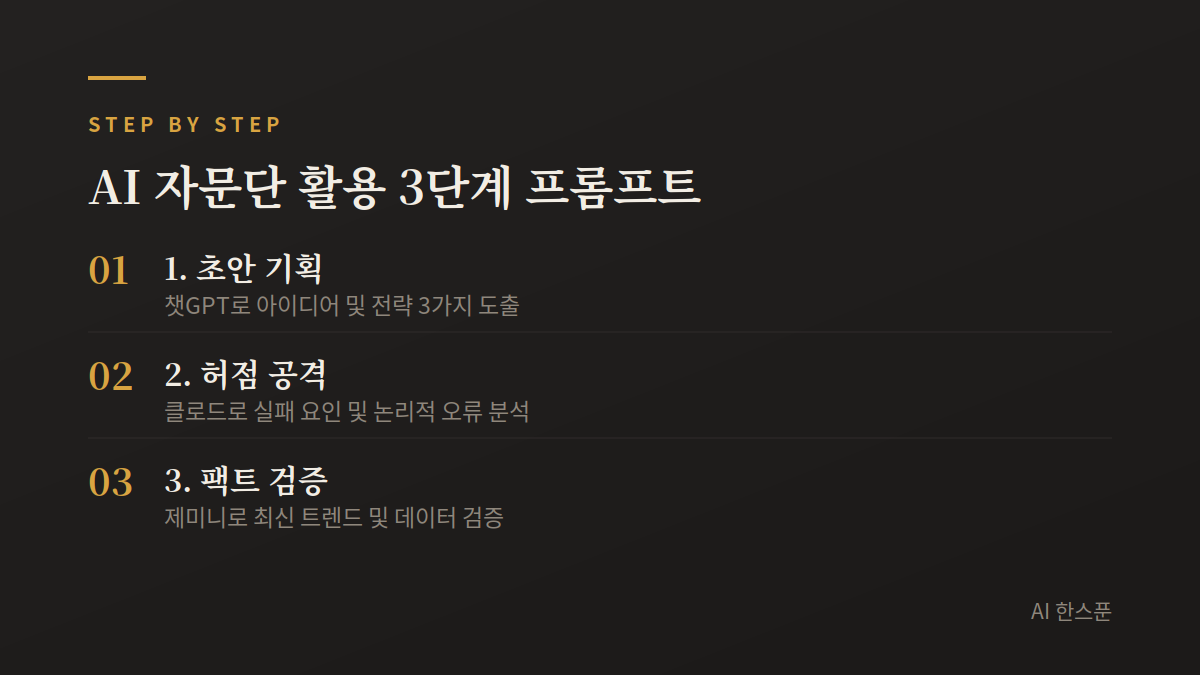 STEP BY STEP
AI 자문단 활용 3단계 프롬프트
01
1. 초안 기획
챗GPT로 아이디어 및 전략 3가지 도출
02
2. 허점 공격
클로드로 실패 요인 및 논리적 오류 분석
03
3. 팩트 검증
제미니로 최신 트렌드 및 데이터 검증
AI 한스푼